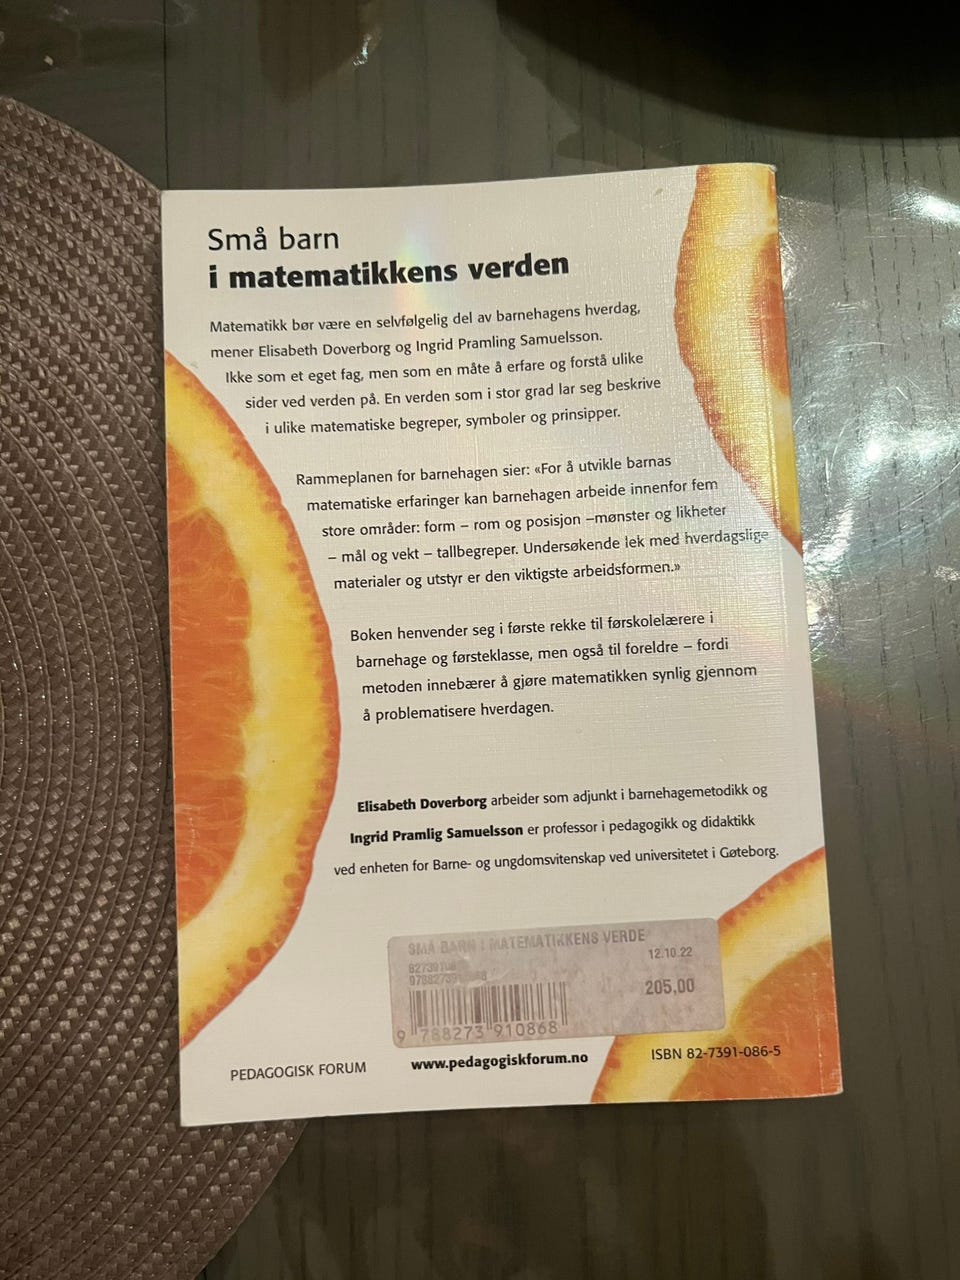 Små barn
i matematikkens verden
Matematikk bør være en selvfølgelig del av barnehagens hverdag,
mener Elisabeth Doverborg og Ingrid Pramling Samuelsson.
Ikke som et eget fag, men som en måte å erfare og forstå ulike
sider ved verden på. En verden som i stor grad lar seg beskrive
i ulike matematiske begreper, symboler og prinsipper.
Rammeplanen for barnehagen sier: «For å utvikle barnas
matematiske erfaringer kan barnehagen arbeide innenfor fem
store områder: form – rom og posisjon –mønster og likheter
– mål og vekt – tallbegreper. Undersøkende lek med hverdagslige
materialer og utstyr er den viktigste arbeidsformen.»
Boken henvender seg i første rekke til førskolelærere i
barnehage og førsteklasse, men også til foreldre – fordi
metoden innebærer å gjøre matematikken synlig gjennom
å problematisere hverdagen.
Elisabeth Doverborg arbeider som adjunkt i barnehagemetodikk og
Ingrid Pramlig Samuelsson er professor i pedagogikk og didaktikk
ved enheten for Barne- og ungdomsvitenskap ved universitetet i Gøteborg.
SMÅ BARN I MATEMATIKKENS VERDE
12.10.22
205,00
9 788273 910868
PEDAGOGISK FORUM
www.pedagogiskforum.no
ISBN 82-7391-086-5